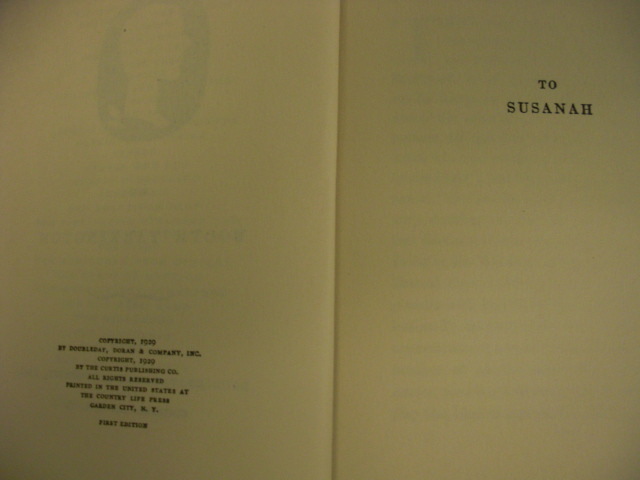 COPYRIGHT, 1929
BY DOUBLEDAY, DORAN & COMPANY, INC.
COPYRIGHT, 1929
BY THE CURTIS PUBLISHING CO.
ALL RIGHTS RESERVED
PRINTED IN THE UNITED STATES AT
THE COUNTRY LIFE PRESS
GARDEN CITY, N. Y.
FIRST EDITION
TO
SUSANAH